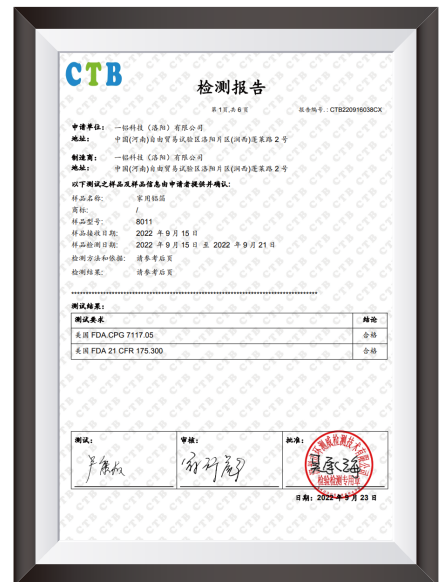 CTB
检测报告
第 1 页,共 6 页
报告编号.: CTB220916038CX
申请单位: 一铝科技（洛阳）有限公司
地址: 中国(河南)自由贸易试验区洛阳片区(涧西)蓬莱路 2 号
制造商: 一铝科技（洛阳）有限公司
地址: 中国(河南)自由贸易试验区洛阳片区(涧西)蓬莱路 2 号
以下测试之样品及样品信息由申请者提供并确认:
样品名称: 家用铝箔
商标: /
样品型号: 8011
样品接收日期: 2022 年 9 月 15 日
样品检测日期: 2022 年 9 月 15 日 至 2022 年 9 月 21 日
检测方法和依据: 请参考后页
检测结果: 请参考后页
测试结果:
测试要求 结论
美国 FDA.CPG 7117.05 合格
美国 FDA 21 CFR 175.300 合格
测试: 审核: 批准:
检验检测专用章
日期: 2022 年 9 月 23 日